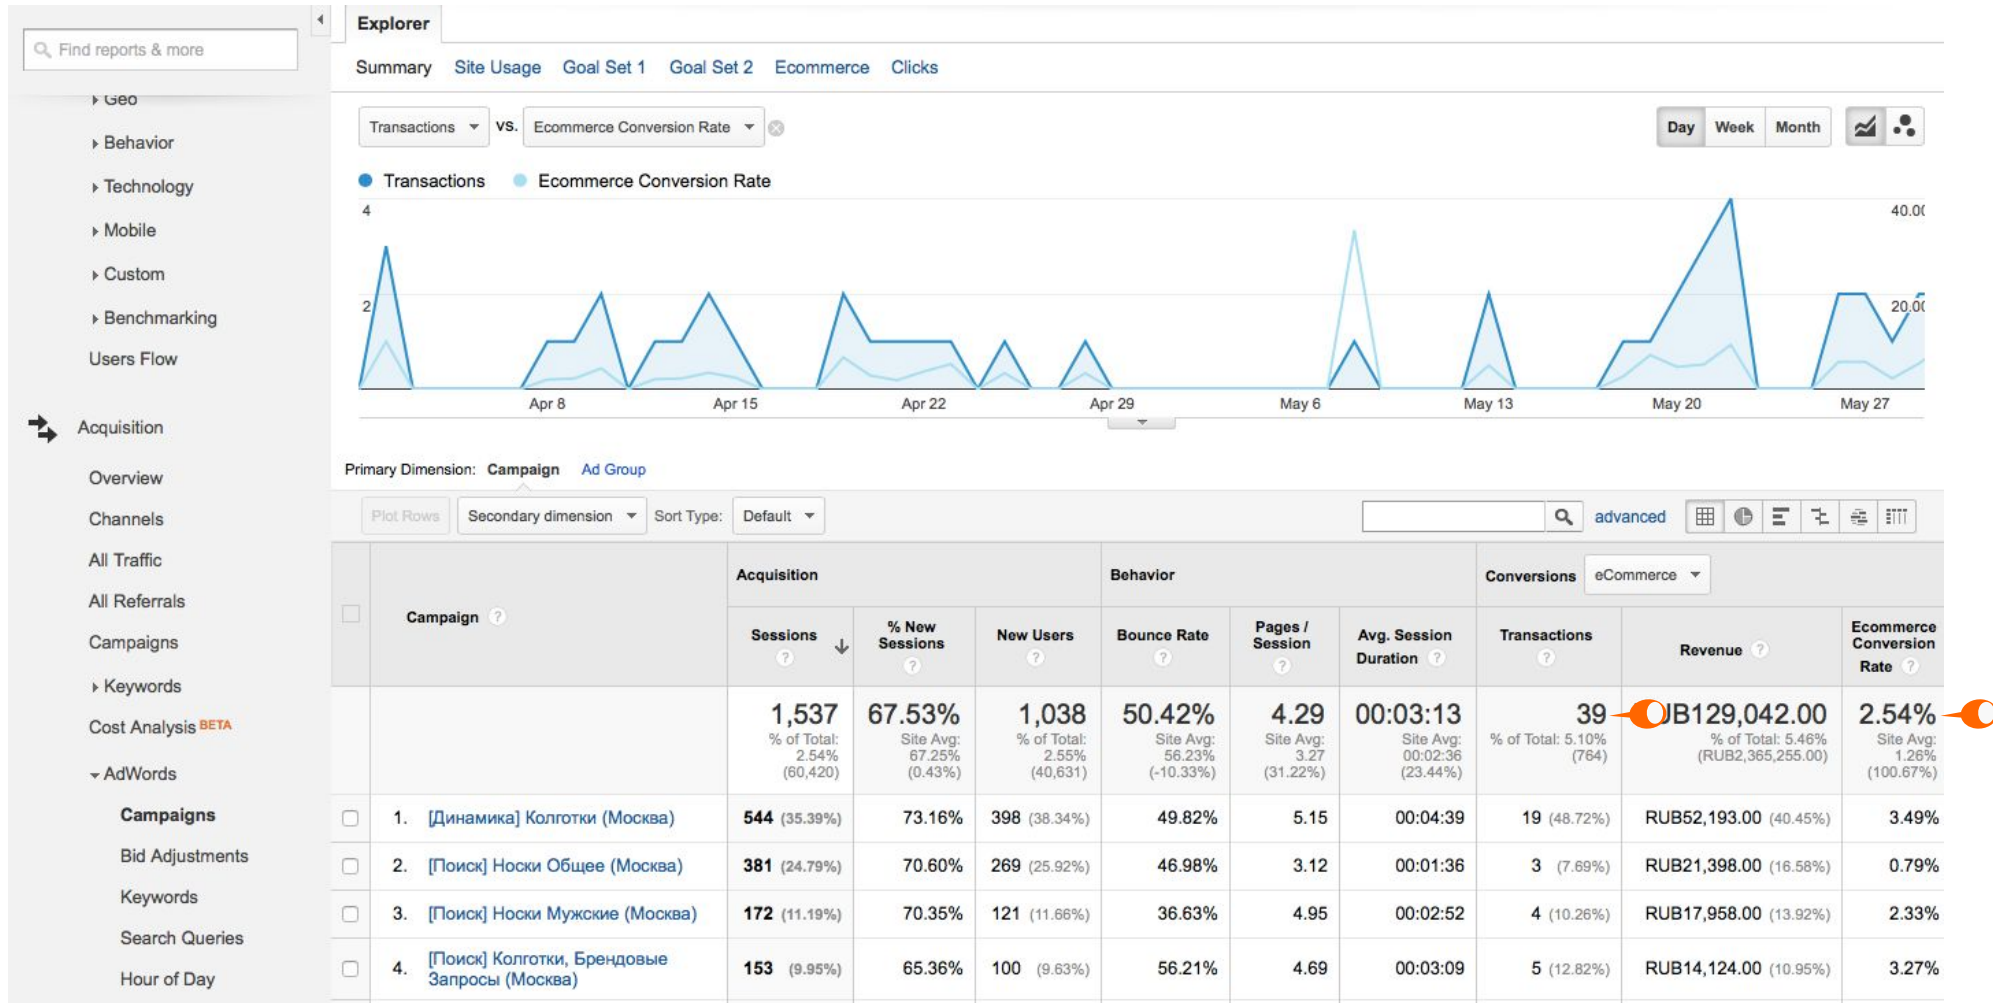 Find reports & more
Geo
Behavior
Technology
Mobile
Custom
Benchmarking
Users Flow
Acquisition
Overview
Channels
All Traffic
All Referrals
Campaigns
Keywords
Cost Analysis BETA
AdWords
Campaigns
Bid Adjustments
Keywords
Search Queries
Hour of Day
Explorer
Summary Site Usage Goal Set 1 Goal Set 2 Ecommerce Clicks
Transactions VS. Ecommerce Conversion Rate
Day Week Month
Transactions Ecommerce Conversion Rate
4 40.00
2 20.00
Apr 8 Apr 15 Apr 22 Apr 29 May 6 May 13 May 20 May 27
Primary Dimension: Campaign Ad Group
Plot Rows Secondary dimension Sort Type: Default advanced
Acquisition Behavior Conversions eCommerce
Campaign ?
Sessions ?
% New Sessions ?
New Users ?
Bounce Rate ?
Pages / Session ?
Avg. Session Duration ?
Transactions ?
Revenue ?
Ecommerce Conversion Rate ?
1,537 67.53% 1,038 50.42% 4.29 00:03:13 39 UB129,042.00 2.54%
% of Total: 2.54% (60,420)
Site Avg: 67.25% (0.43%)
% of Total: 2.55% (40,631)
Site Avg: 56.23% (-10.33%)
Site Avg: 3.27 (31.22%)
Site Avg: 00:02:36 (23.44%)
% of Total: 5.10% (764)
% of Total: 5.46% (RUB2,365,255.00)
Site Avg: 1.26% (100.67%)
1. [Динамика] Колготки (Москва) 544 (35.39%) 73.16% 398 (38.34%) 49.82% 5.15 00:04:39 19 (48.72%) RUB52,193.00 (40.45%) 3.49%
2. [Поиск] Носки Общее (Москва) 381 (24.79%) 70.60% 269 (25.92%) 46.98% 3.12 00:01:36 3 (7.69%) RUB21,398.00 (16.58%) 0.79%
3. [Поиск] Носки Мужские (Москва) 172 (11.19%) 70.35% 121 (11.66%) 36.63% 4.95 00:02:52 4 (10.26%) RUB17,958.00 (13.92%) 2.33%
4. [Поиск] Колготки, Брендовые Запросы (Москва) 153 (9.95%) 65.36% 100 (9.63%) 56.21% 4.69 00:03:09 5 (12.82%) RUB14,124.00 (10.95%) 3.27%